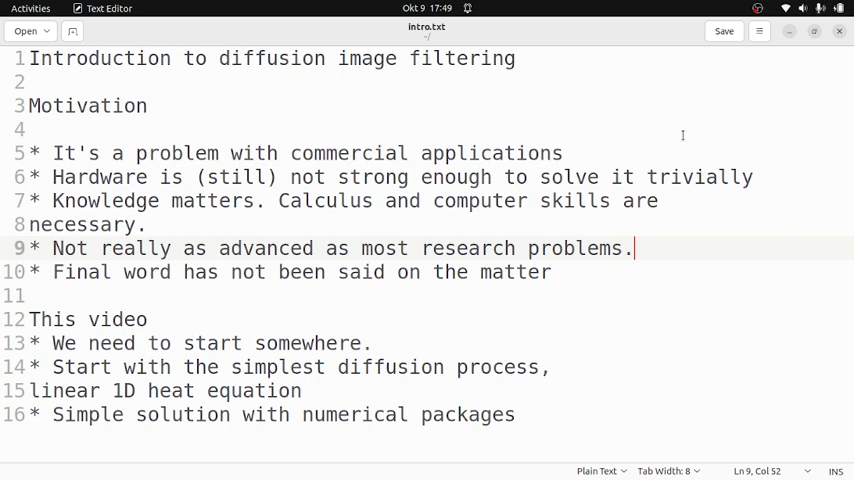 Activities Text Editor Okt 9 17:49
Open intro.txt Save
~/
1 Introduction to diffusion image filtering
2
3 Motivation
4
5 * It's a problem with commercial applications
6 * Hardware is (still) not strong enough to solve it trivially
7 * Knowledge matters. Calculus and computer skills are
8 necessary.
9 * Not really as advanced as most research problems.
10 * Final word has not been said on the matter
11
12 This video
13 * We need to start somewhere.
14 * Start with the simplest diffusion process,
15 linear 1D heat equation
16 * Simple solution with numerical packages
Plain Text Tab Width: 8 Ln 9, Col 52 INS